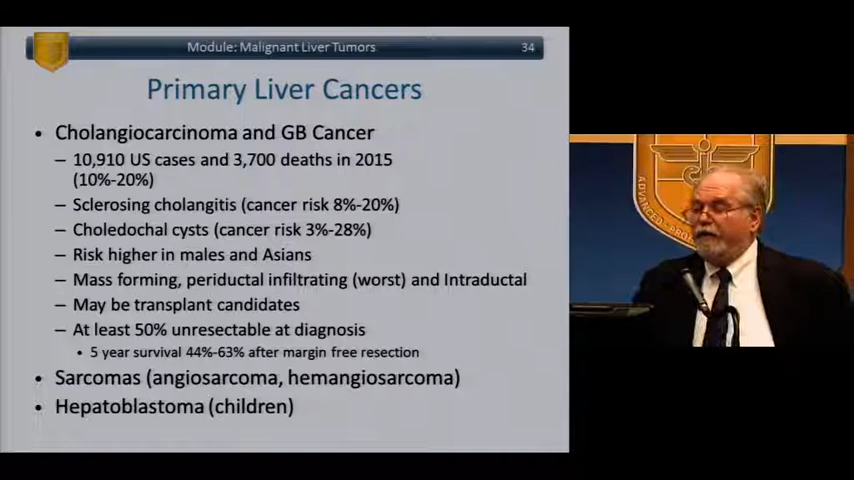 Module: Malignant Liver Tumors 34
Primary Liver Cancers
• Cholangiocarcinoma and GB Cancer
– 10,910 US cases and 3,700 deaths in 2015
(10%-20%)
– Sclerosing cholangitis (cancer risk 8%-20%)
– Choledochal cysts (cancer risk 3%-28%)
– Risk higher in males and Asians
– Mass forming, periductal infiltrating (worst) and Intraductal
– May be transplant candidates
– At least 50% unresectable at diagnosis
• 5 year survival 44%-63% after margin free resection
• Sarcomas (angiosarcoma, hemangiosarcoma)
• Hepatoblastoma (children)
ADVANCED